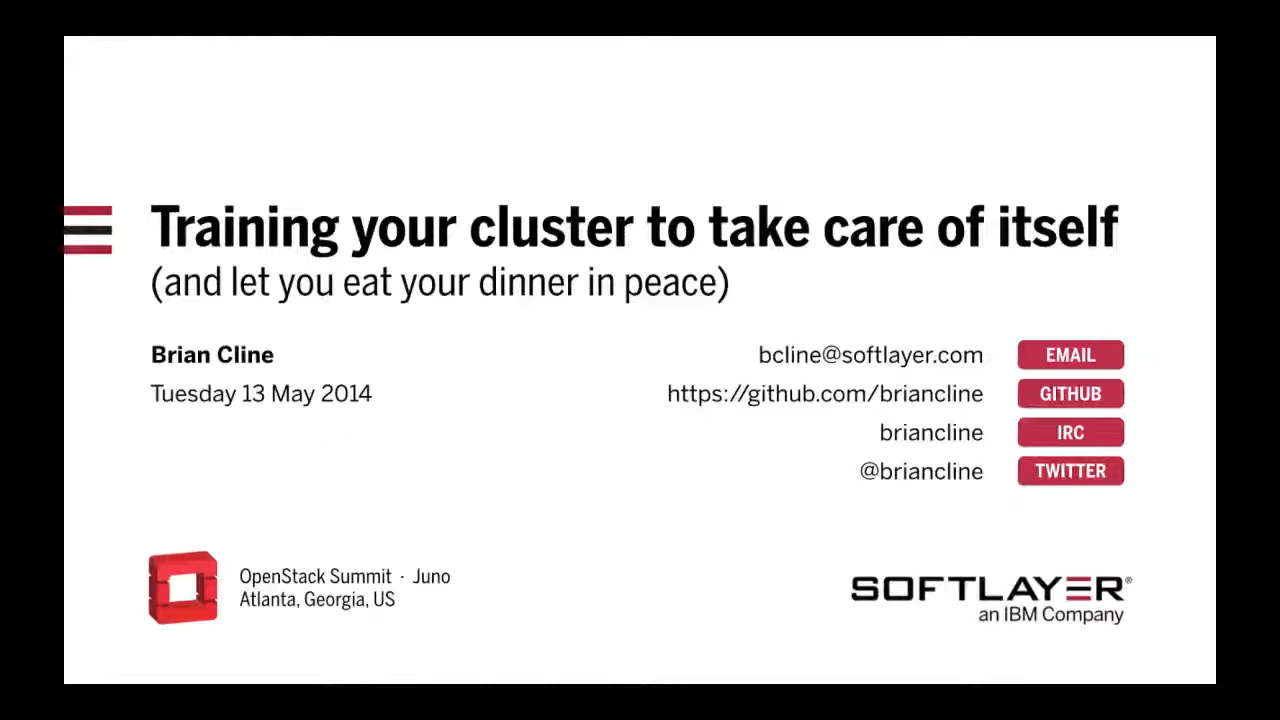 Training your cluster to take care of itself
(and let you eat your dinner in peace)
Brian Cline
Tuesday 13 May 2014
bcline@softlayer.com EMAIL
https://github.com/briancline GITHUB
briancline IRC
@briancline TWITTER
OpenStack Summit · Juno
Atlanta, Georgia, US
SOFTLAYER®
an IBM Company